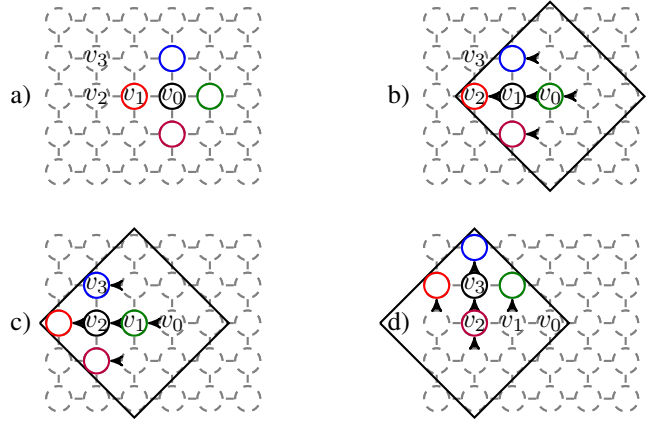 v₃
a) v₂ v₁ v₀
v₃
b) v₂ v₁ v₀
v₃
c) v₂ v₁ v₀
v₃
d) v₂ v₁ v₀